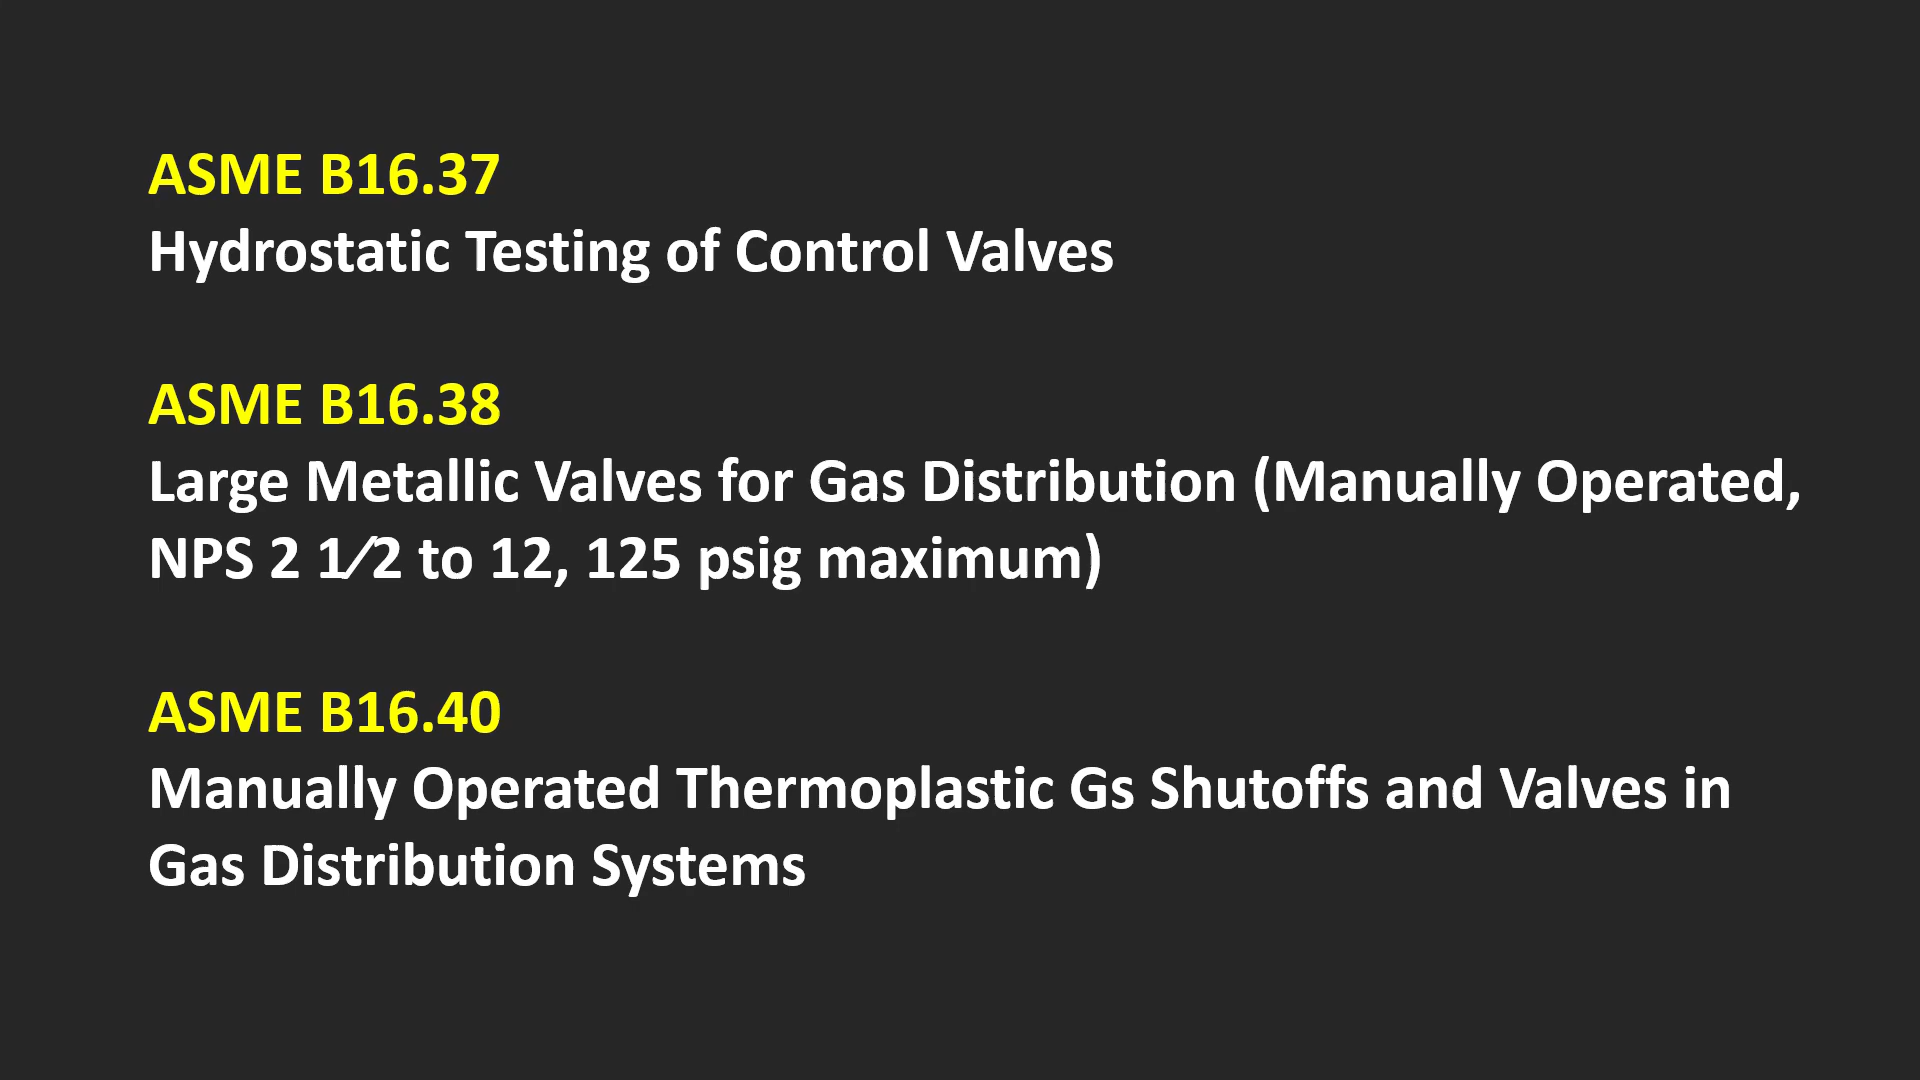 ASME B16.37
Hydrostatic Testing of Control Valves
ASME B16.38
Large Metallic Valves for Gas Distribution (Manually Operated,
NPS 2 1⁄2 to 12, 125 psig maximum)
ASME B16.40
Manually Operated Thermoplastic Gs Shutoffs and Valves in
Gas Distribution Systems